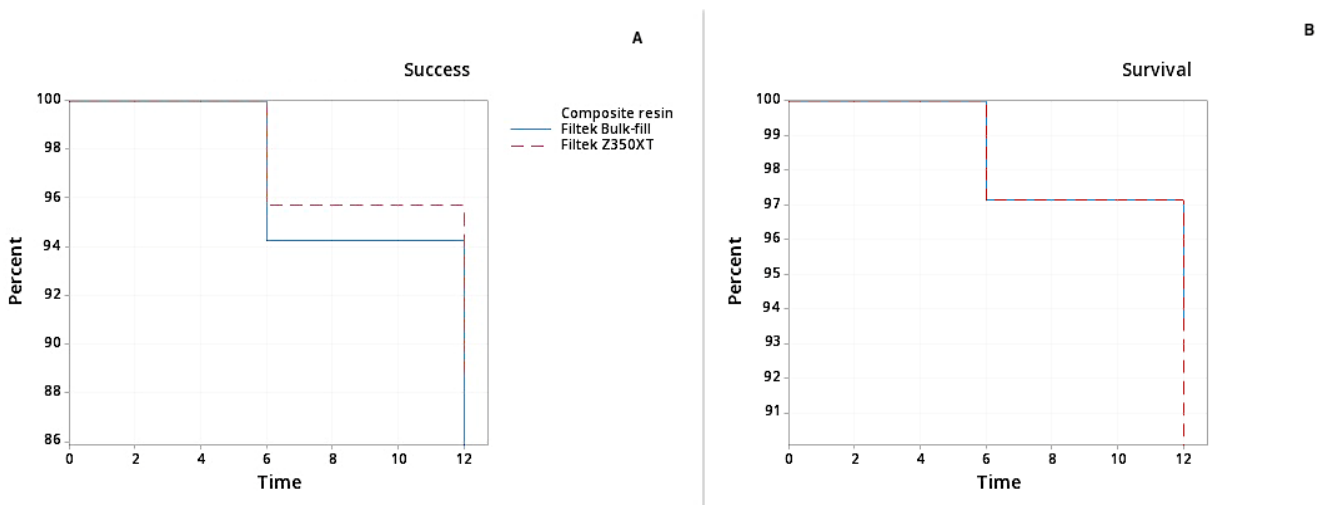 A
Success
100
98
96
94
92
90
88
86
0 2 4 6 8 10 12
Percent
Time
Composite resin
Filtek Bulk-fill
Filtek Z350XT
B
Survival
100
99
98
97
96
95
94
93
92
91
0 2 4 6 8 10 12
Percent
Time